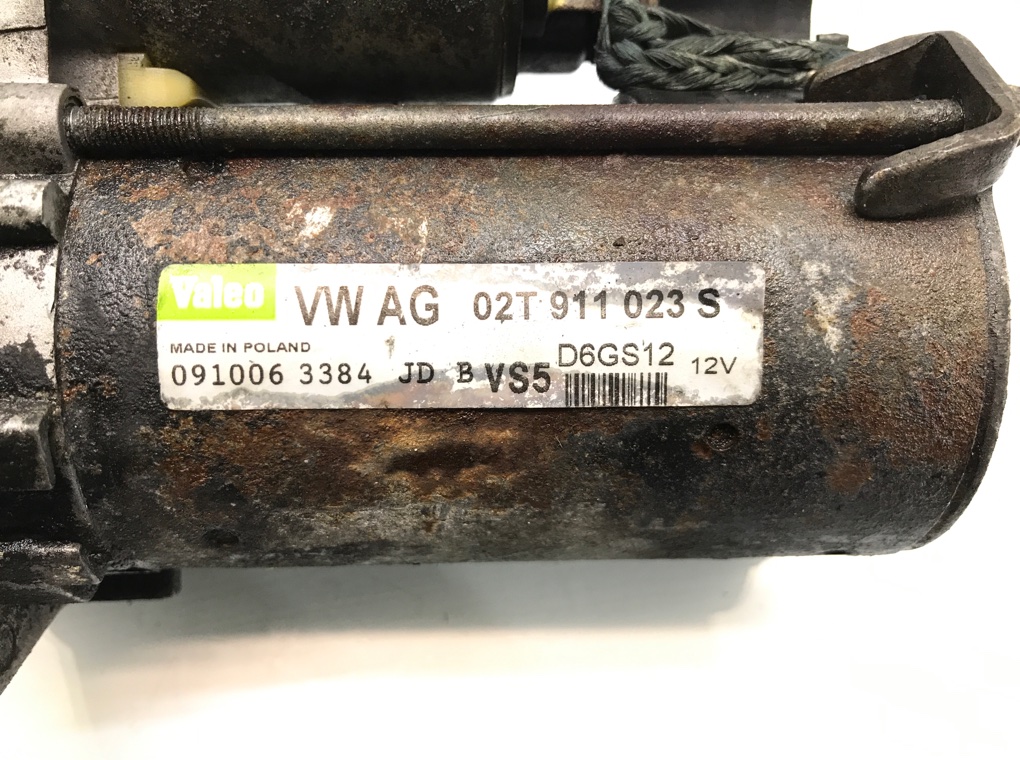 Valeo VW AG 02T 911 023 S
MADE IN POLAND
D6GS12 12V
091006 3384 JD B VS5